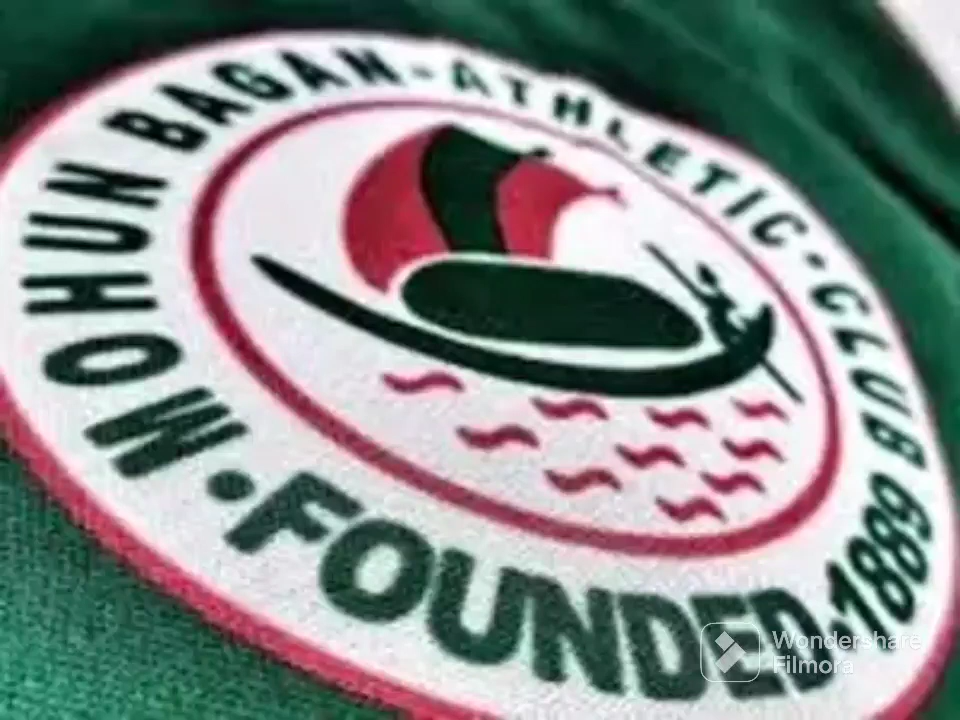 MOHUN BAGAN-ATHLETIC·CLUB
·FOUNDED·1889
Wondershare
Filmora